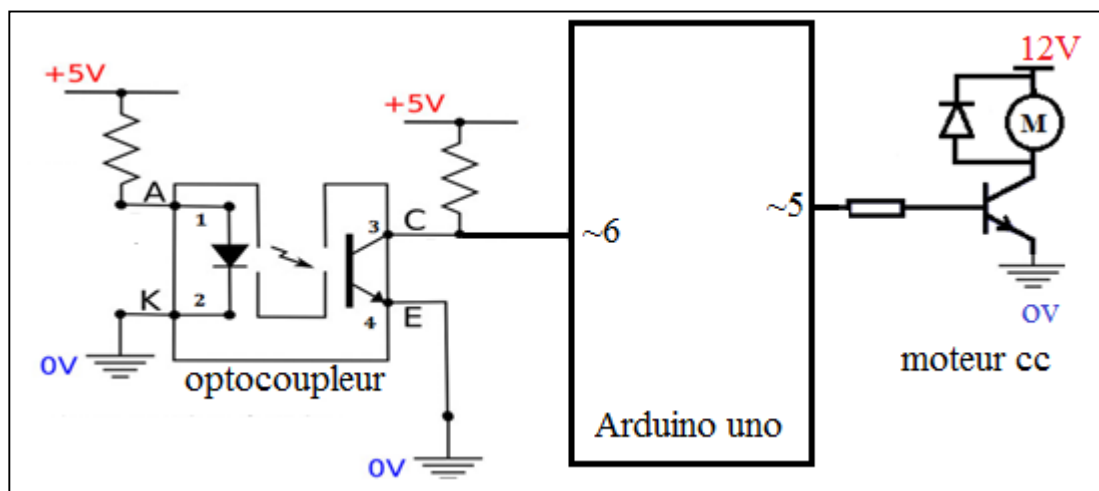 +5V
A
1
K
2
0V
optocoupleur
+5V
3
C
4
E
0V
~6
~5
Arduino uno
12V
M
0V
moteur cc